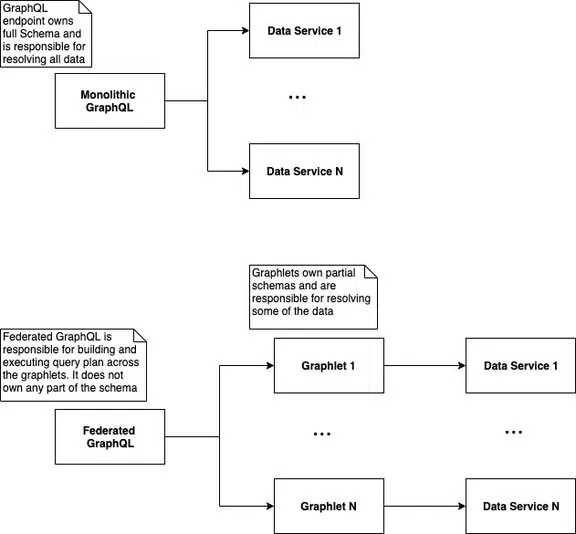 GraphQL
endpoint owns
full Schema and
is responsible for
resolving all data
Data Service 1
Monolithic
GraphQL
...
Data Service N
Graphlets own partial
schemas and are
responsible for resolving
some of the data
Federated GraphQL is
responsible for building and
executing query plan across
the graphlets. It does not
own any part of the schema
Graphlet 1
Data Service 1
Federated
GraphQL
...
...
Graphlet N
Data Service N